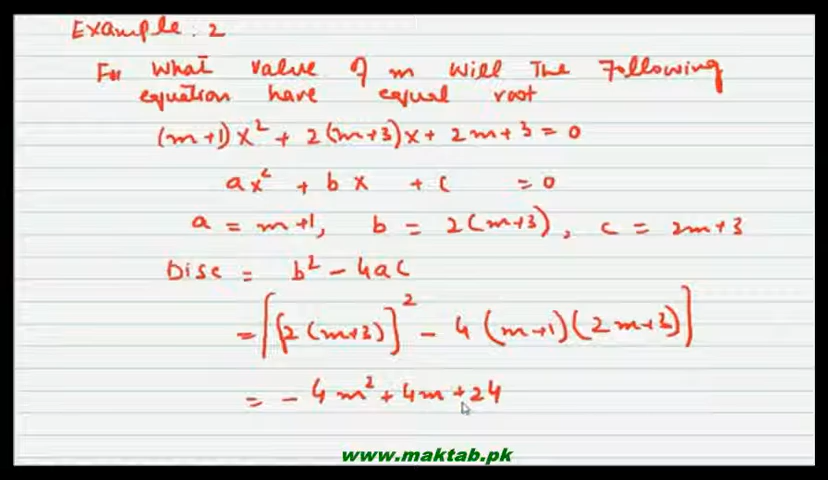 Example : 2
For what value of m will The following
equation have equal root
(m+1)x² + 2(m+3)x + 2m+3 = 0
ax² + bx + c = 0
a = m+1, b = 2(m+3), c = 2m+3
Disc = b² - 4ac
= [[2(m+3)]² - 4(m+1)(2m+3)]
= - 4m² + 4m + 24
www.maktab.pk